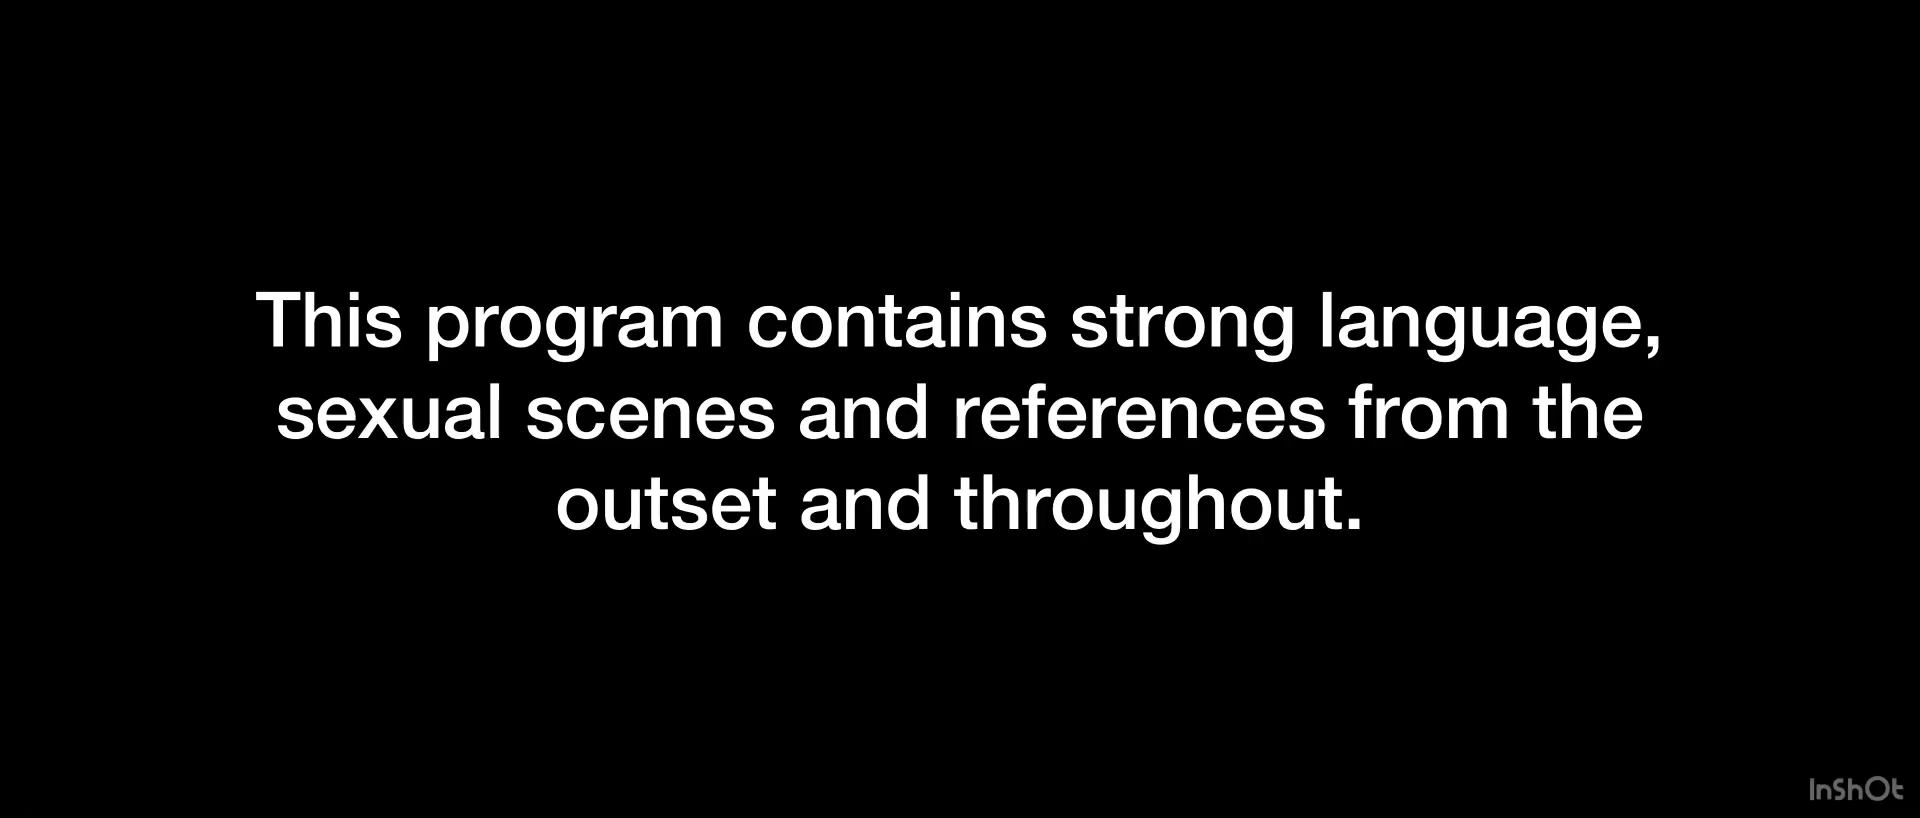 This program contains strong language,
sexual scenes and references from the
outset and throughout.
InShOt